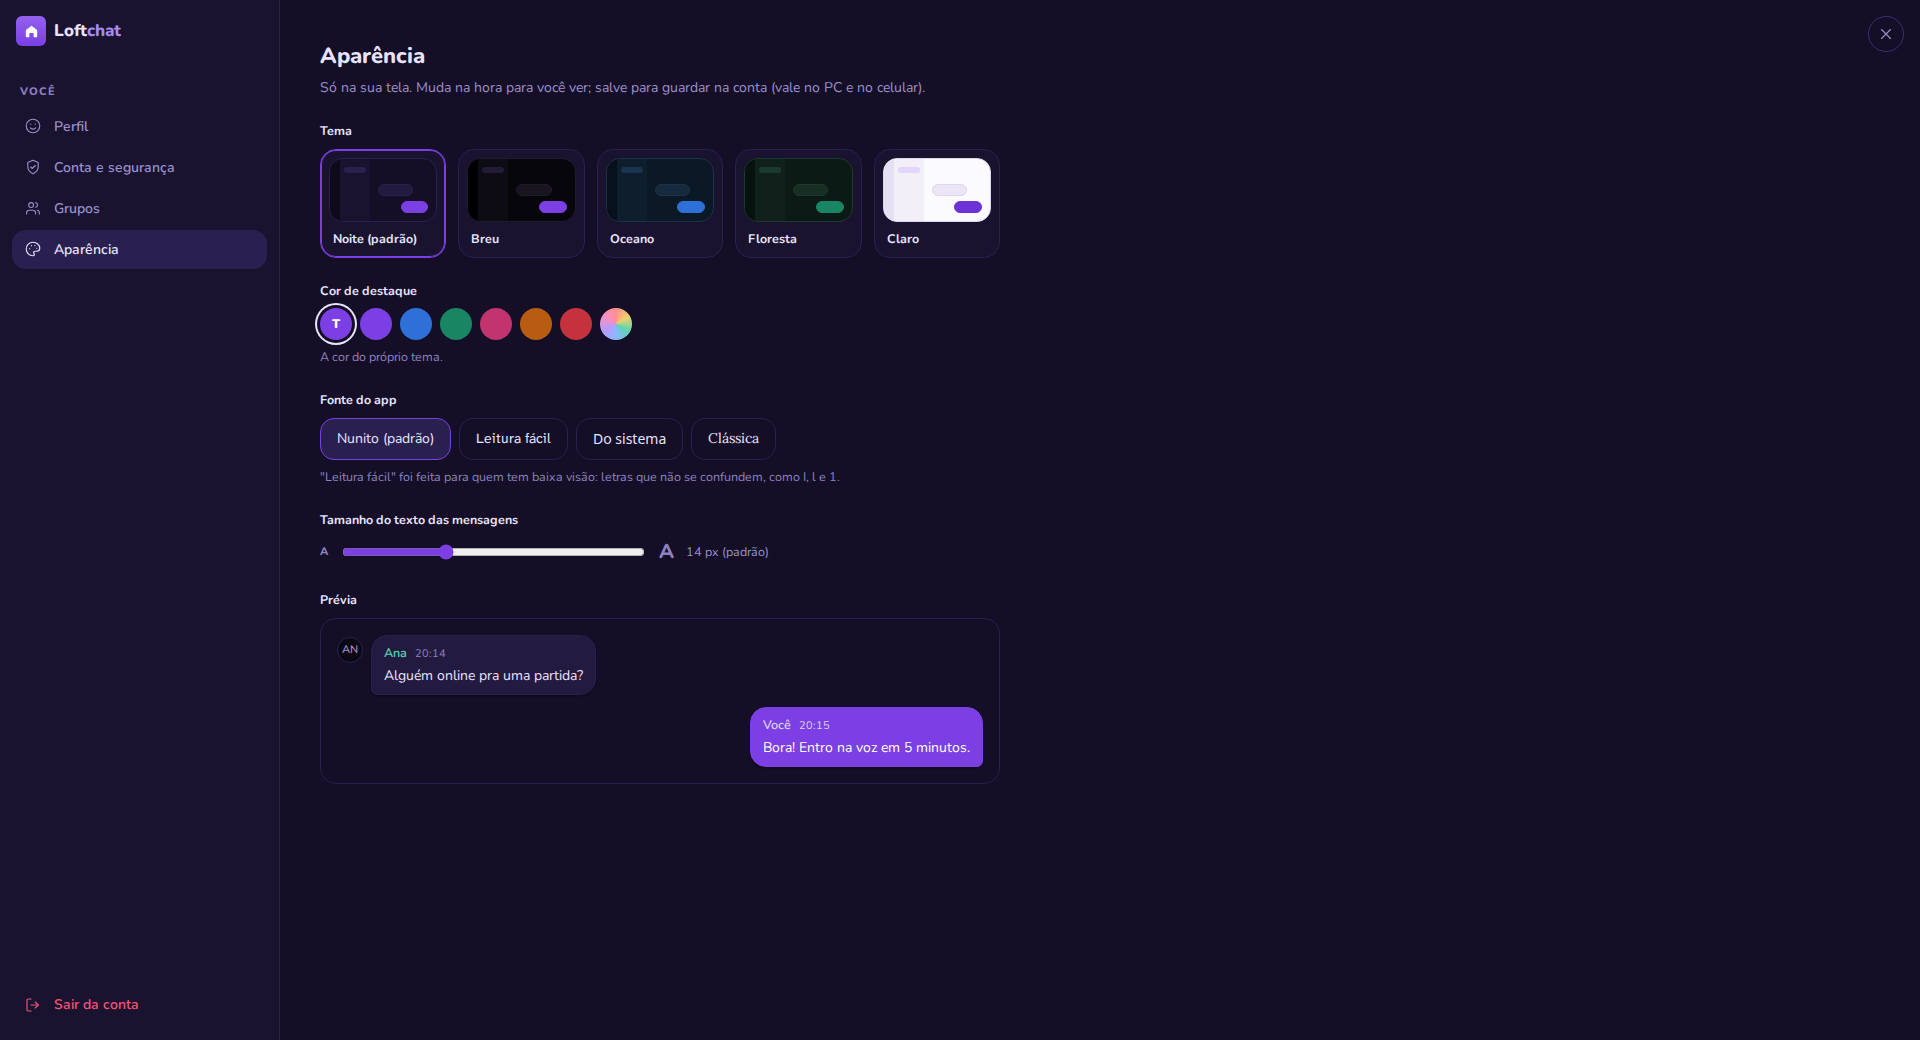 Loftchat
VOCÊ
Perfil
Conta e segurança
Grupos
Aparência
Sair da conta
Aparência
Só na sua tela. Muda na hora para você ver; salve para guardar na conta (vale no PC e no celular).
Tema
Noite (padrão)
Breu
Oceano
Floresta
Claro
Cor de destaque
T
A cor do próprio tema.
Fonte do app
Nunito (padrão)
Leitura fácil
Do sistema
Clássica
"Leitura fácil" foi feita para quem tem baixa visão: letras que não se confundem, como I, l e 1.
Tamanho do texto das mensagens
A
A 14 px (padrão)
Prévia
AN
Ana 20:14
Alguém online pra uma partida?
Você 20:15
Bora! Entro na voz em 5 minutos.